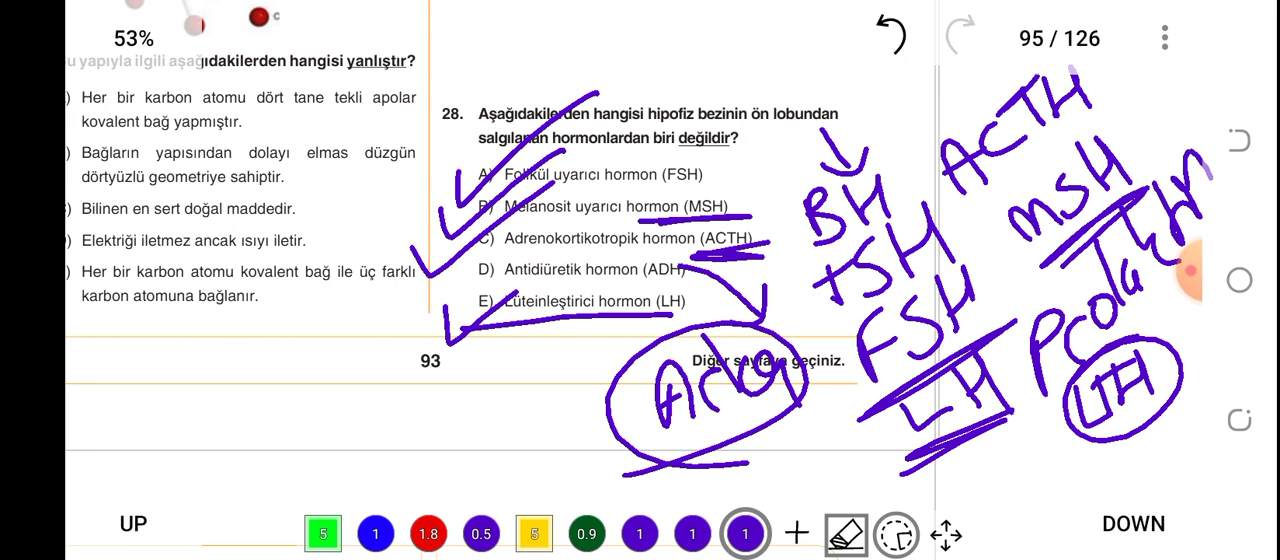 c
53%
95 / 126
u yapıyla ilgili aşağıdakilerden hangisi yanlıştır?
) Her bir karbon atomu dört tane tekli apolar
kovalent bağ yapmıştır.
) Bağların yapısından dolayı elmas düzgün
dörtyüzlü geometriye sahiptir.
) Bilinen en sert doğal maddedir.
) Elektriği iletmez ancak ısıyı iletir.
) Her bir karbon atomu kovalent bağ ile üç farklı
karbon atomuna bağlanır.
28. Aşağıdakilerden hangisi hipofiz bezinin ön lobundan
salgılanan hormonlardan biri değildir?
A) Folikül uyarıcı hormon (FSH)
B) Melanosit uyarıcı hormon (MSH)
C) Adrenokortikotropik hormon (ACTH)
D) Antidiüretik hormon (ADH)
E) Lüteinleştirici hormon (LH)
93
Diğer sayfaya geçiniz.
Arka
BH
TSH
FSH
LH
ACTH
MSH
Prolaktin
LTH
UP
5
1
1.8
0.5
5
0.9
1
1
1
DOWN